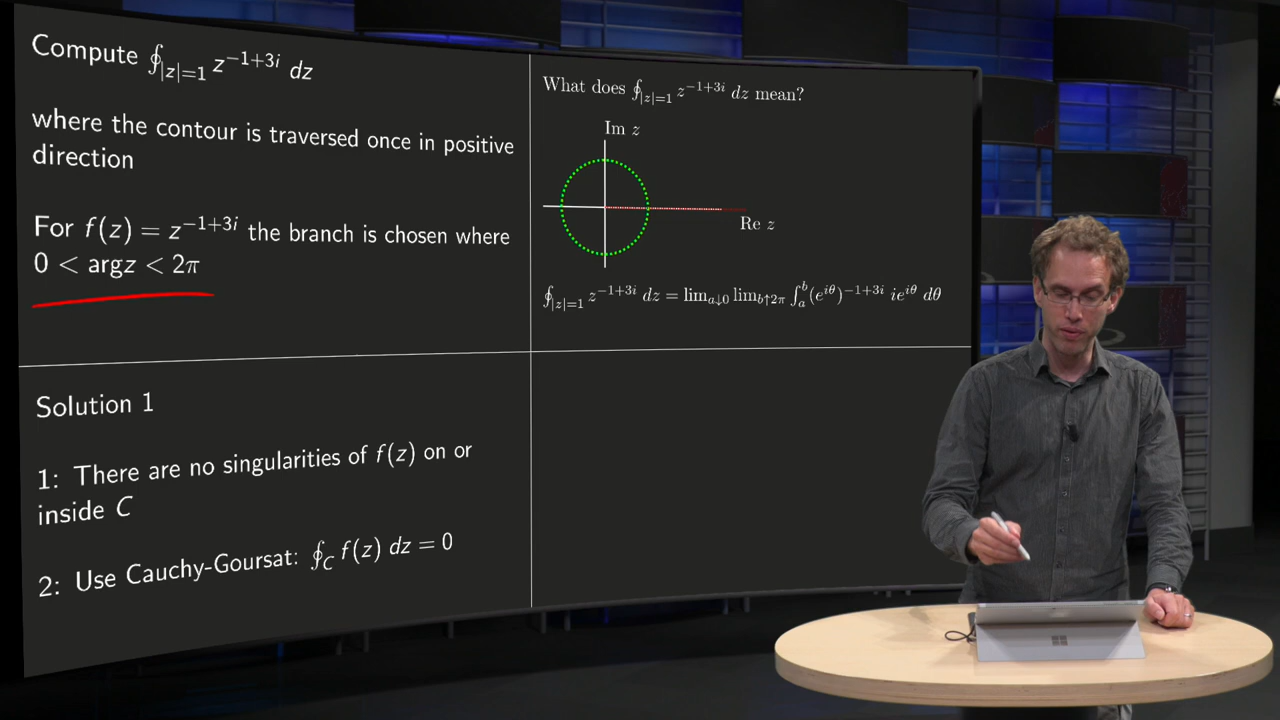 Compute ∮_{|z|=1} z^{-1+3i} dz
where the contour is traversed once in positive
direction
For f(z) = z^{-1+3i} the branch is chosen where
0 < argz < 2π
What does ∮_{|z|=1} z^{-1+3i} dz mean?
Im z
Re z
∮_{|z|=1} z^{-1+3i} dz = lim_{a↓0} lim_{b↑2π} ∫_a^b (e^{iθ})^{-1+3i} ie^{iθ} dθ
Solution 1
1: There are no singularities of f(z) on or
inside C
2: Use Cauchy-Goursat: ∮_C f(z) dz = 0